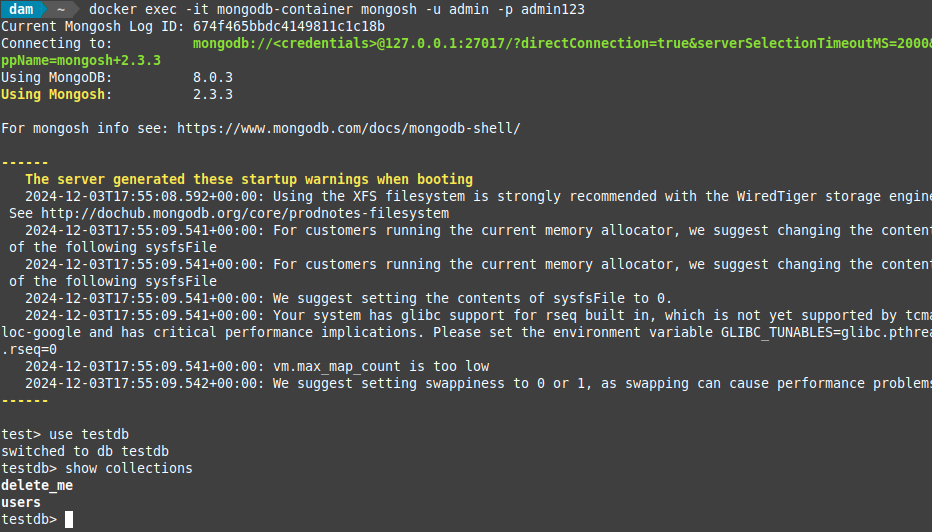 dam ~ docker exec -it mongodb-container mongosh -u admin -p admin123
Current Mongosh Log ID: 674f465bbdc4149811c1c18b
Connecting to: mongodb://<credentials>@127.0.0.1:27017/?directConnection=true&serverSelectionTimeoutMS=2000&
ppName=mongosh+2.3.3
Using MongoDB: 8.0.3
Using Mongosh: 2.3.3
For mongosh info see: https://www.mongodb.com/docs/mongodb-shell/
------
The server generated these startup warnings when booting
2024-12-03T17:55:08.592+00:00: Using the XFS filesystem is strongly recommended with the WiredTiger storage engine
See http://dochub.mongodb.org/core/prodnotes-filesystem
2024-12-03T17:55:09.541+00:00: For customers running the current memory allocator, we suggest changing the content
of the following sysfsFile
2024-12-03T17:55:09.541+00:00: For customers running the current memory allocator, we suggest changing the content
of the following sysfsFile
2024-12-03T17:55:09.541+00:00: We suggest setting the contents of sysfsFile to 0.
2024-12-03T17:55:09.541+00:00: Your system has glibc support for rseq built in, which is not yet supported by tcma
loc-google and has critical performance implications. Please set the environment variable GLIBC_TUNABLES=glibc.pthrea
.rseq=0
2024-12-03T17:55:09.541+00:00: vm.max_map_count is too low
2024-12-03T17:55:09.542+00:00: We suggest setting swappiness to 0 or 1, as swapping can cause performance problems
------
test> use testdb
switched to db testdb
testdb> show collections
delete_me
users
testdb>